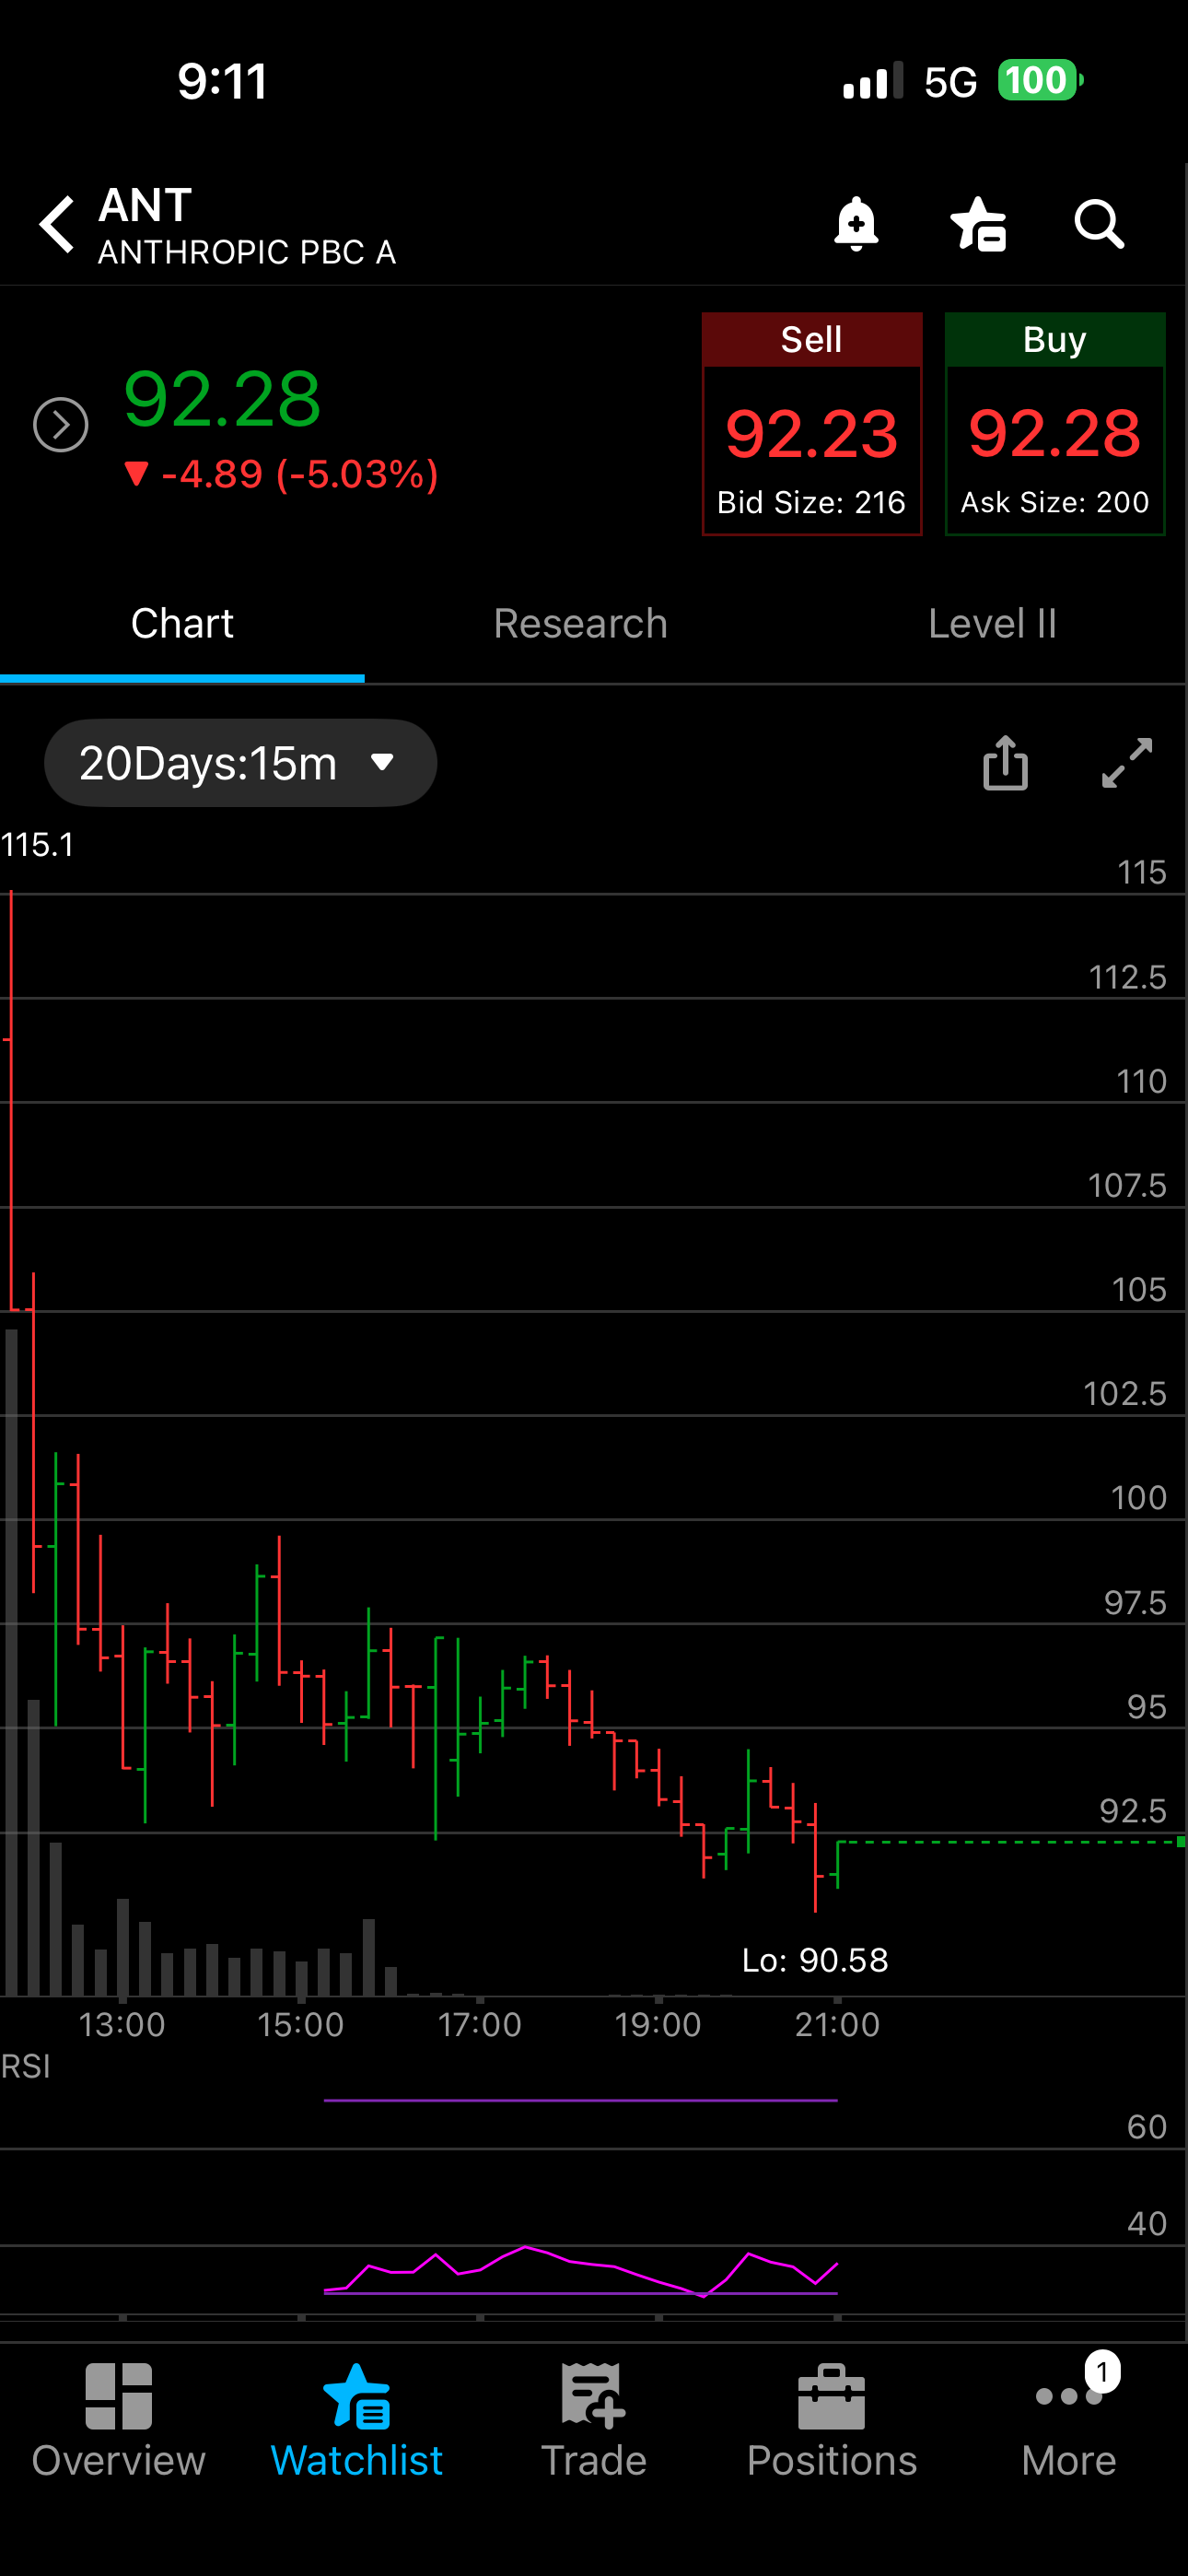 9:11
5G
100
ANT
ANTHROPIC PBC A
92.28
-4.89 (-5.03%)
Sell
92.23
Bid Size: 216
Buy
92.28
Ask Size: 200
Chart
Research
Level II
20Days:15m
115.1
115
112.5
110
107.5
105
102.5
100
97.5
95
92.5
Lo: 90.58
13:00
15:00
17:00
19:00
21:00
RSI
60
40
Overview
Watchlist
Trade
Positions
1
More